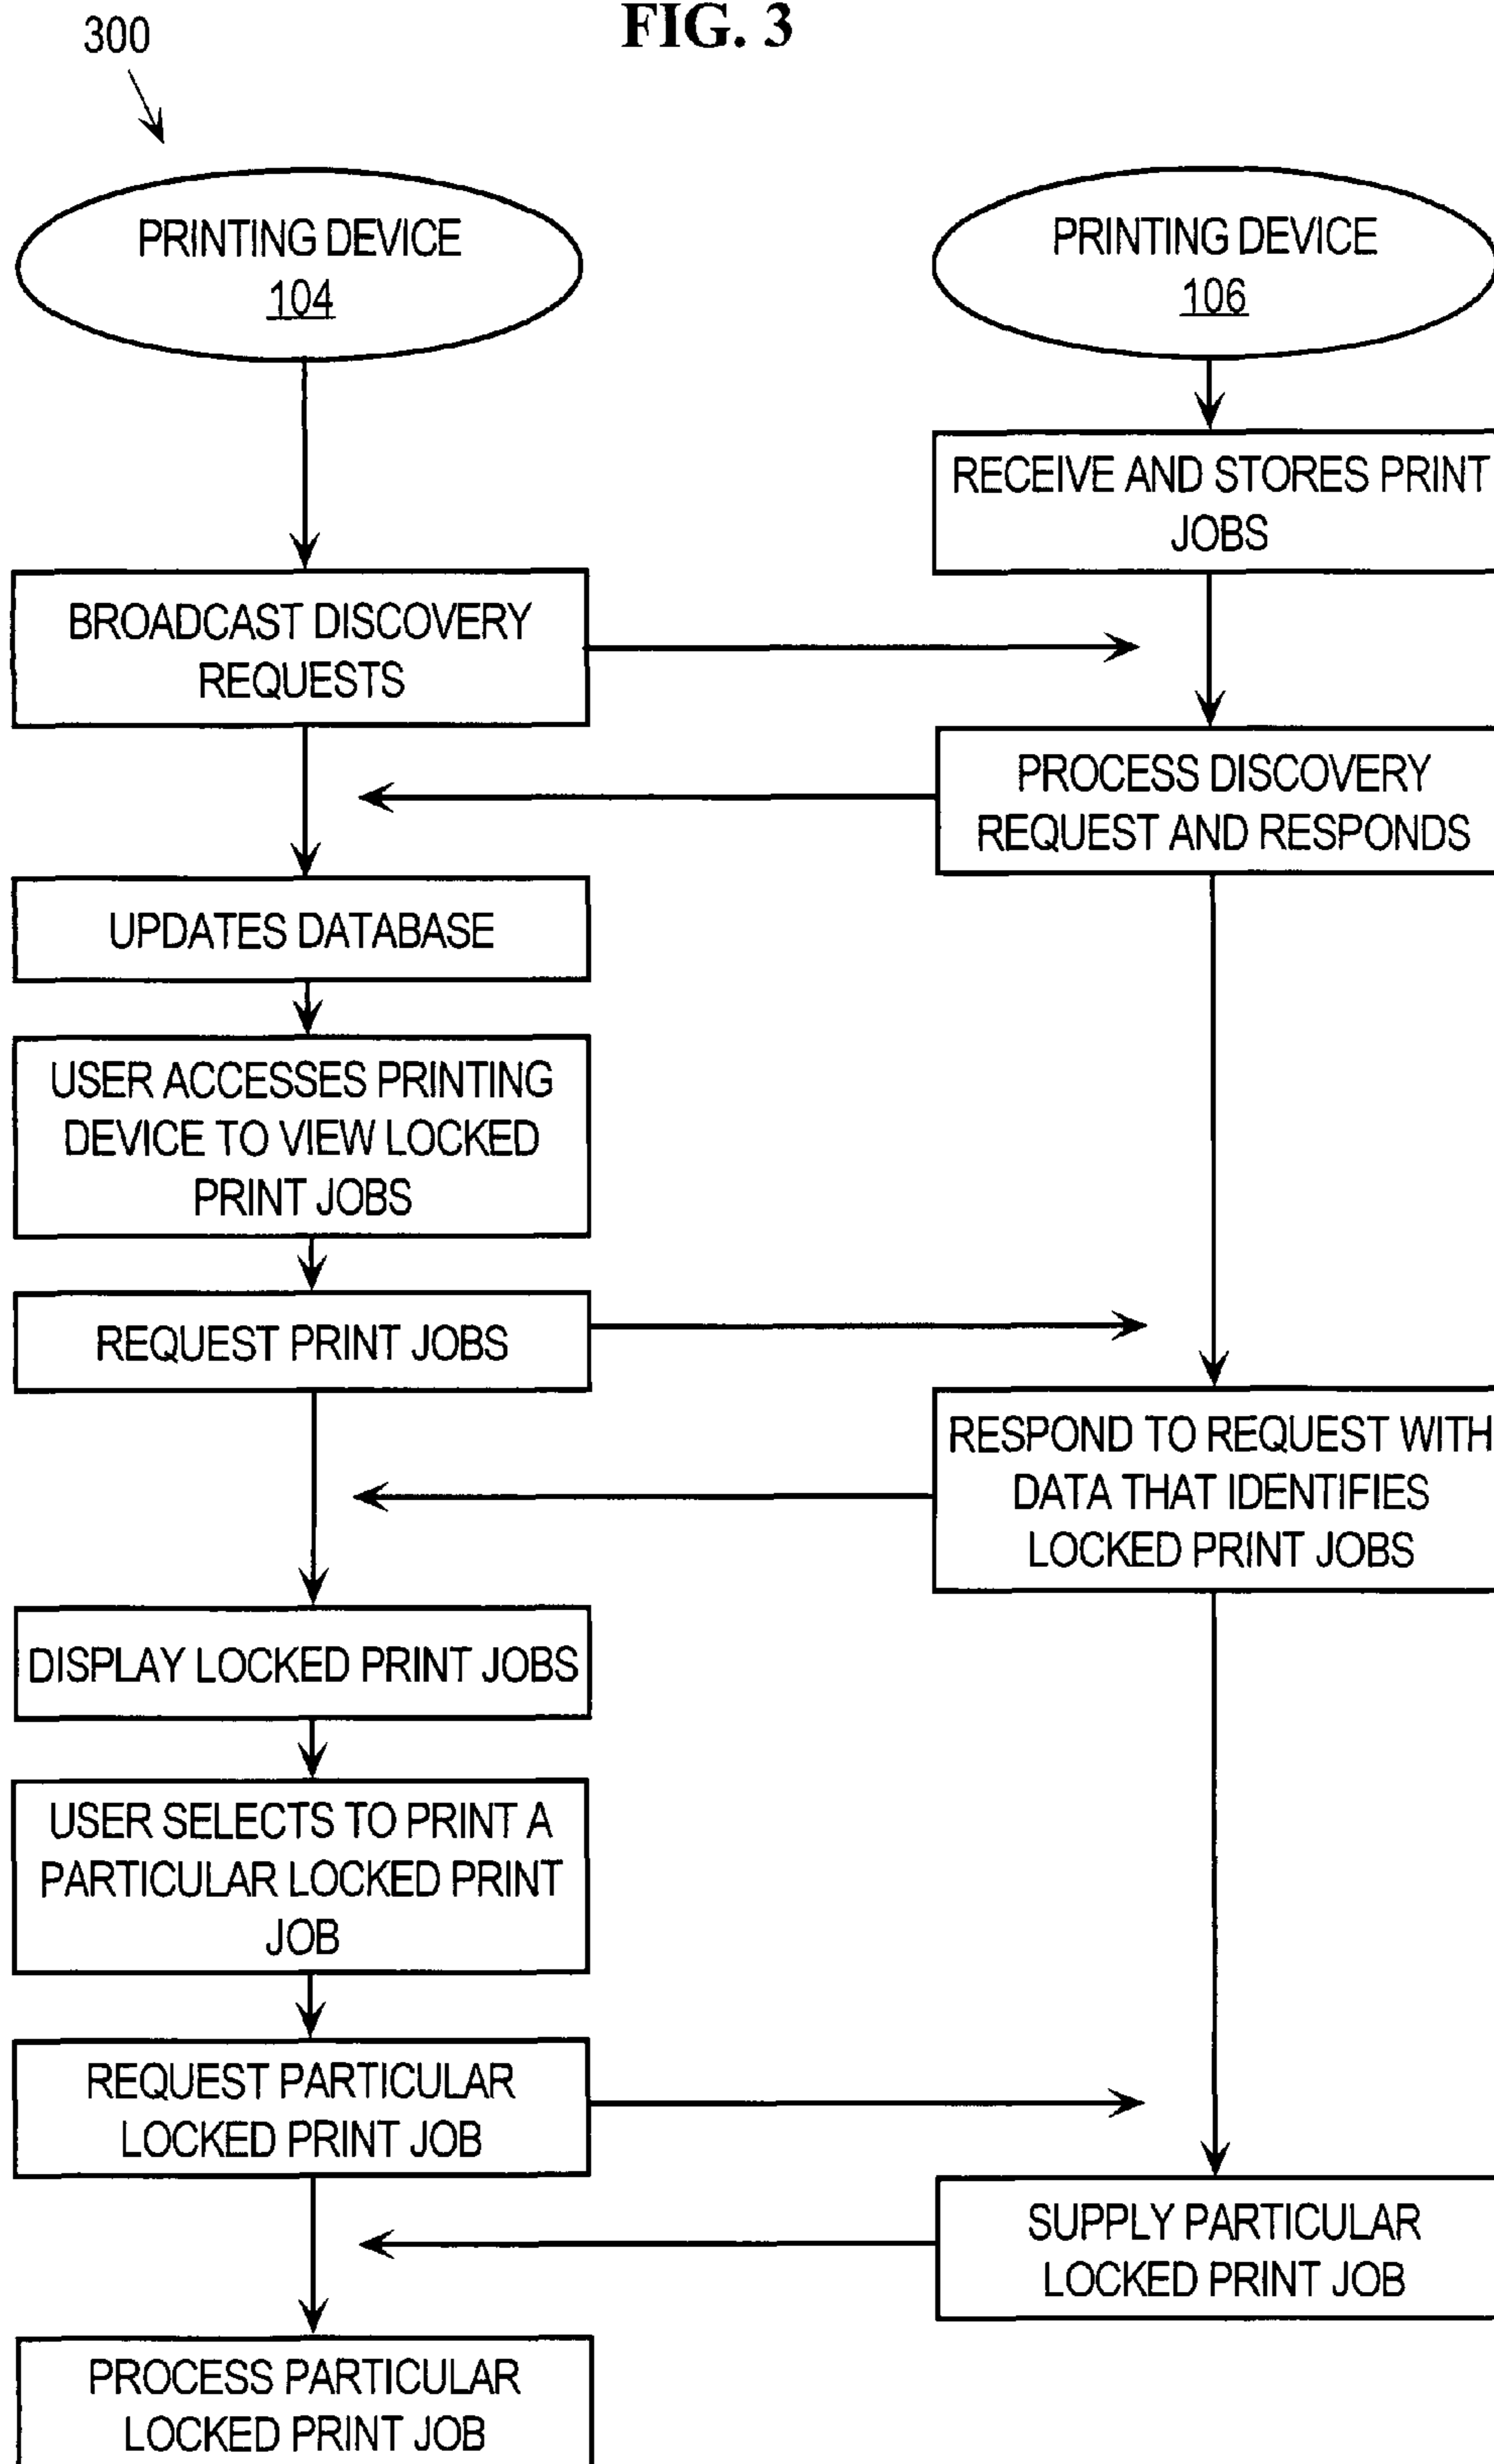 FIG. 3
300
PRINTING DEVICE
104
PRINTING DEVICE
106
RECEIVE AND STORES PRINT
JOBS
BROADCAST DISCOVERY
REQUESTS
PROCESS DISCOVERY
REQUEST AND RESPONDS
UPDATES DATABASE
USER ACCESSES PRINTING
DEVICE TO VIEW LOCKED
PRINT JOBS
REQUEST PRINT JOBS
RESPOND TO REQUEST WITH
DATA THAT IDENTIFIES
LOCKED PRINT JOBS
DISPLAY LOCKED PRINT JOBS
USER SELECTS TO PRINT A
PARTICULAR LOCKED PRINT
JOB
REQUEST PARTICULAR
LOCKED PRINT JOB
SUPPLY PARTICULAR
LOCKED PRINT JOB
PROCESS PARTICULAR
LOCKED PRINT JOB